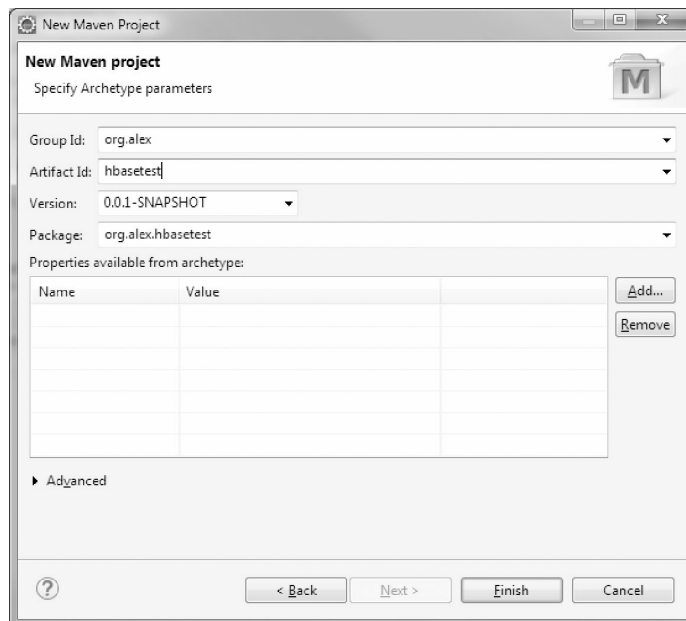 New Maven Project
New Maven project
Specify Archetype parameters
M
Group Id: org.alex
Artifact Id: hbasetest
Version: 0.0.1-SNAPSHOT
Package: org.alex.hbasetest
Properties available from archetype:
Name Value
Add...
Remove
Advanced
?
< Back Next > Finish Cancel